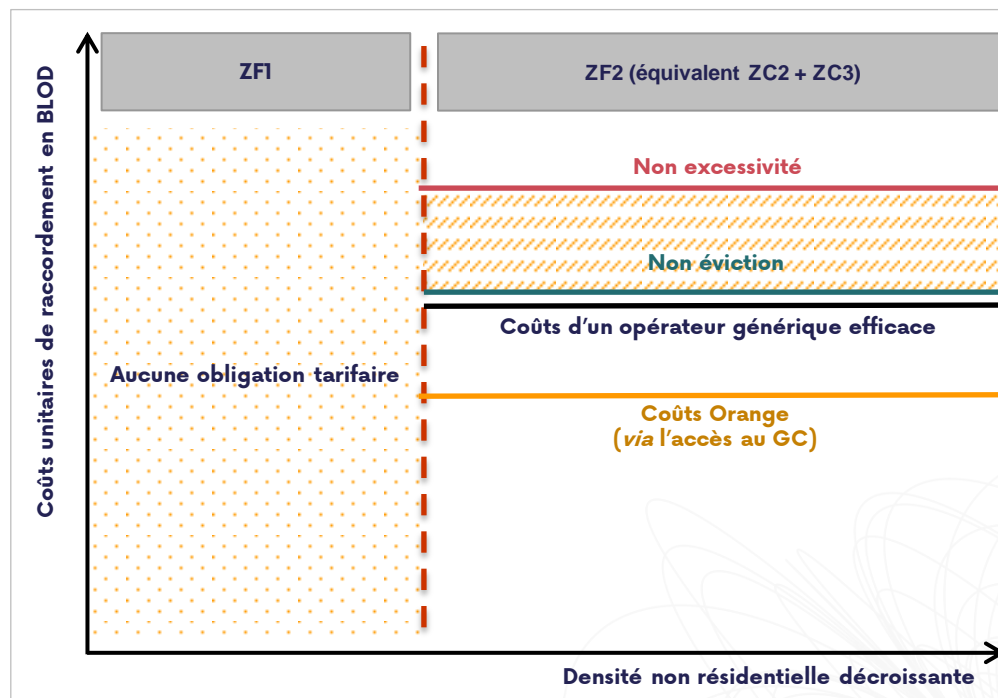 Coûts unitaires de raccordement en BLOD
ZF1
ZF2 (équivalent ZC2 + ZC3)
Non excessivité
Non éviction
Coûts d'un opérateur générique efficace
Aucune obligation tarifaire
Coûts Orange
(via l'accès au GC)
Densité non résidentielle décroissante